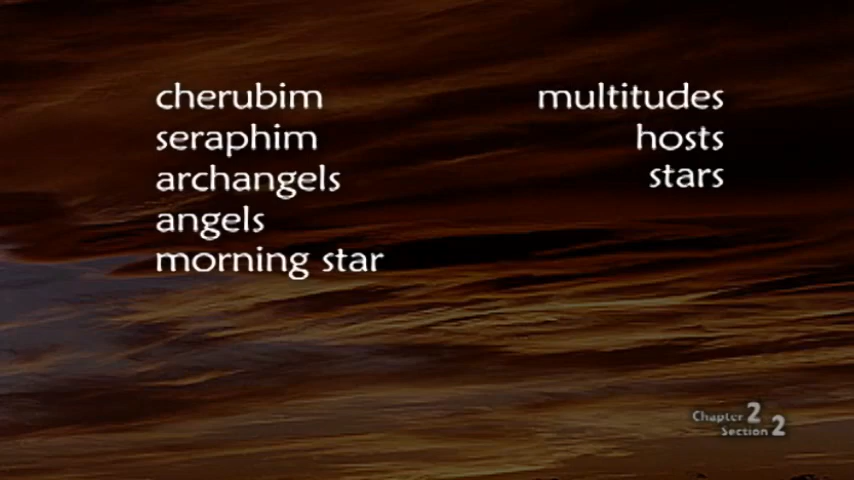 cherubim
seraphim
archangels
angels
morning star
multitudes
hosts
stars
Chapter 2
Section 2